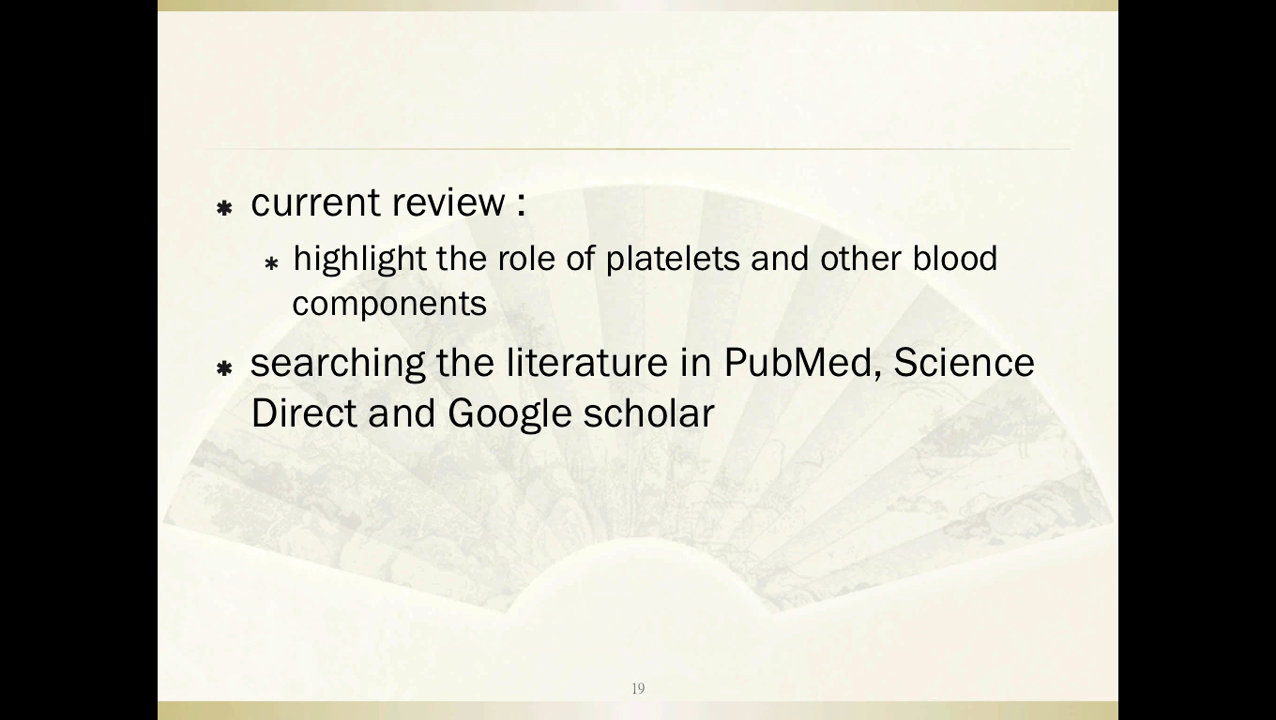 current review :
highlight the role of platelets and other blood
components
searching the literature in PubMed, Science
Direct and Google scholar
19